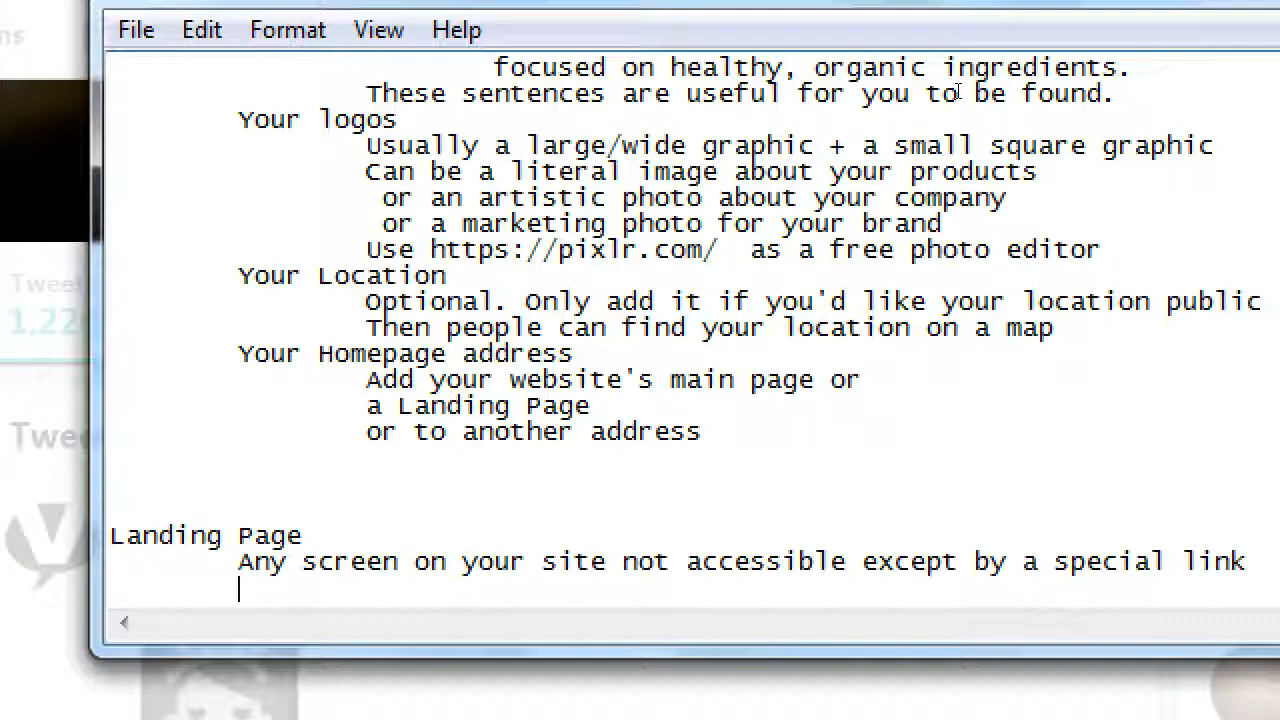 ns
File Edit Format View Help
focused on healthy, organic ingredients.
These sentences are useful for you to be found.
Your logos
Usually a large/wide graphic + a small square graphic
Can be a literal image about your products
or an artistic photo about your company
or a marketing photo for your brand
Use https://pixlr.com/ as a free photo editor
Your Location
Tweet
Optional. Only add it if you'd like your location public
1,22
Then people can find your location on a map
Your Homepage address
Add your website's main page or
a Landing Page
Twee
or to another address
Landing Page
Any screen on your site not accessible except by a special link